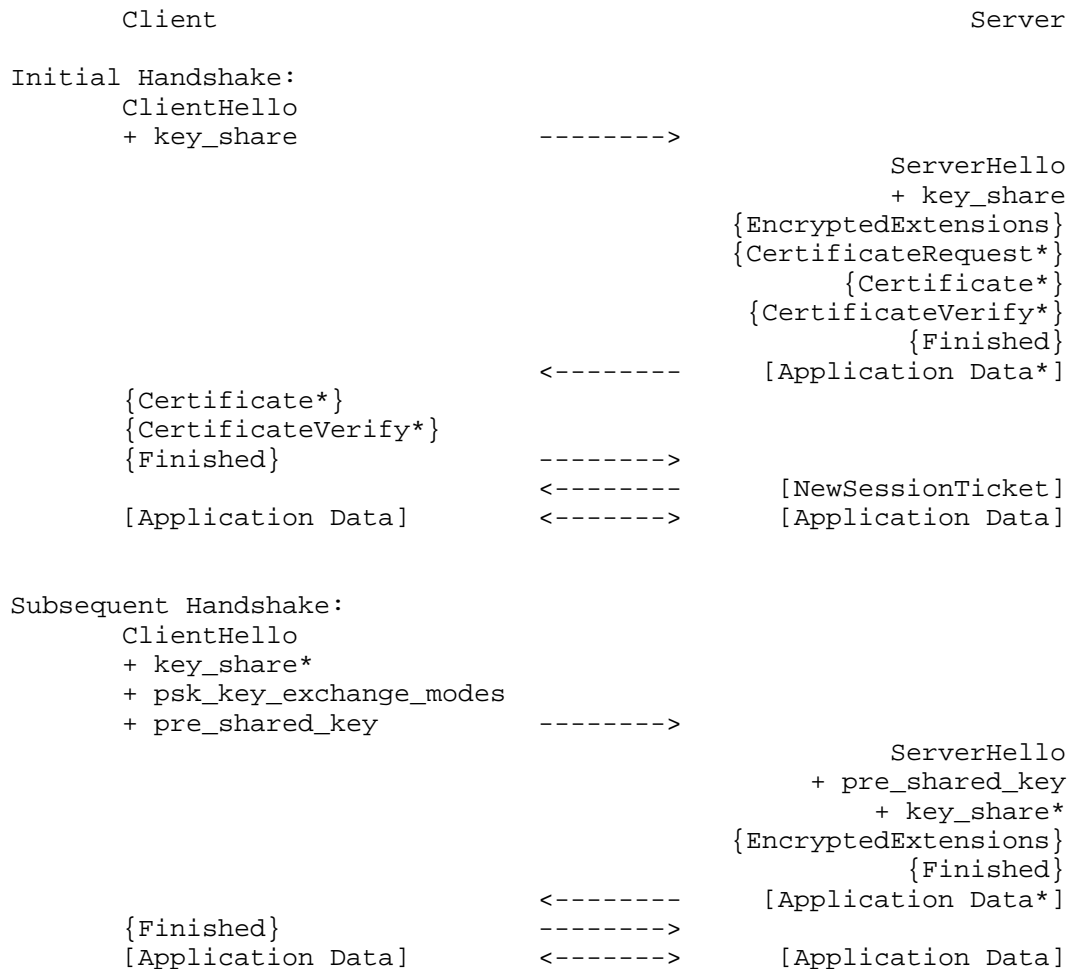 Client                                               Server
Initial Handshake:
ClientHello
+ key_share               -------->
ServerHello
+ key_share
{EncryptedExtensions}
{CertificateRequest*}
{Certificate*}
{CertificateVerify*}
{Finished}
<--------     [Application Data*]
{Certificate*}
{CertificateVerify*}
{Finished}                -------->
<--------      [NewSessionTicket]
[Application Data]        <------->      [Application Data]
Subsequent Handshake:
ClientHello
+ key_share*
+ psk_key_exchange_modes
+ pre_shared_key          -------->
ServerHello
+ pre_shared_key
+ key_share*
{EncryptedExtensions}
{Finished}
<--------     [Application Data*]
{Finished}                -------->
[Application Data]        <------->      [Application Data]